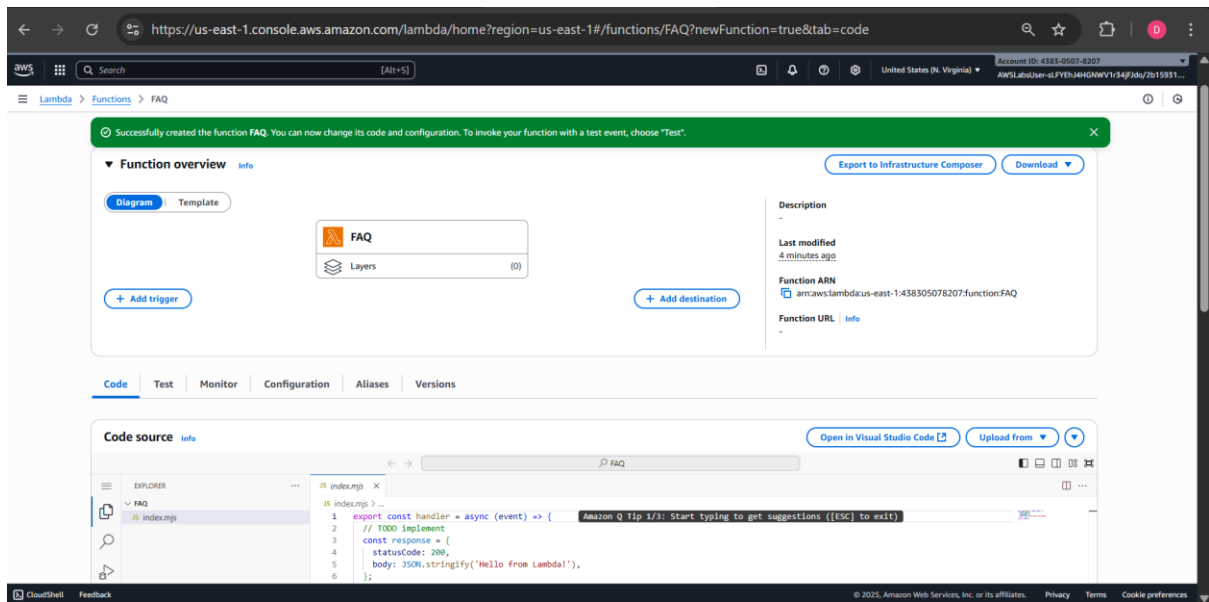 https://us-east-1.console.aws.amazon.com/lambda/home?region=us-east-1#/functions/FAQ?newFunction=true&tab=code
D
aws
Search [Alt+S]
United States (N. Virginia)
Account ID: 4383-0507-8207
Lambda > Functions > FAQ
Successfully created the function FAQ. You can now change its code and configuration. To invoke your function with a test event, choose "Test".
Function overview Info
Export to Infrastructure Composer
Download
Diagram
Template
FAQ
Layers (0)
+ Add trigger
+ Add destination
Description
-
Last modified
4 minutes ago
Function ARN
arn:aws:lambda:us-east-1:438305078207:function:FAQ
Function URL Info
-
Code Test Monitor Configuration Aliases Versions
Code source Info
Open in Visual Studio Code
Upload from
FAQ
EXPLORER ...
FAQ
JS index.mjs
JS index.mjs X
JS index.mjs > ...
1 export const handler = async (event) => { Amazon Q Tip 1/3: Start typing to get suggestions ([ESC] to exit)
2 // TODO implement
3 const response = {
4 statusCode: 200,
5 body: JSON.stringify('Hello from Lambda!'),
6 };
CloudShell Feedback
© 2025, Amazon Web Services, Inc. or its affiliates. Privacy Terms Cookie preferences